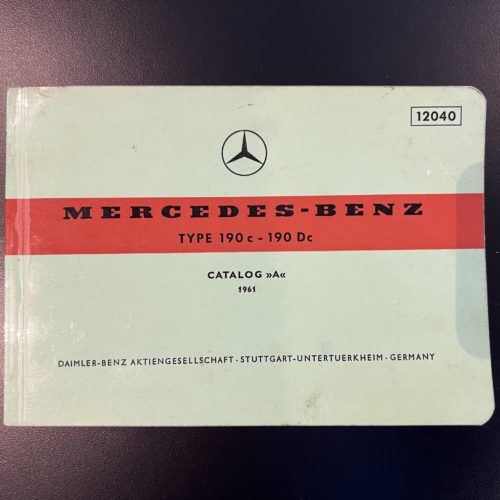 12040
MERCEDES-BENZ
TYPE 190 c - 190 Dc
CATALOG »A«
1961
DAIMLER-BENZ AKTIENGESELLSCHAFT · STUTTGART-UNTERTUERKHEIM · GERMANY